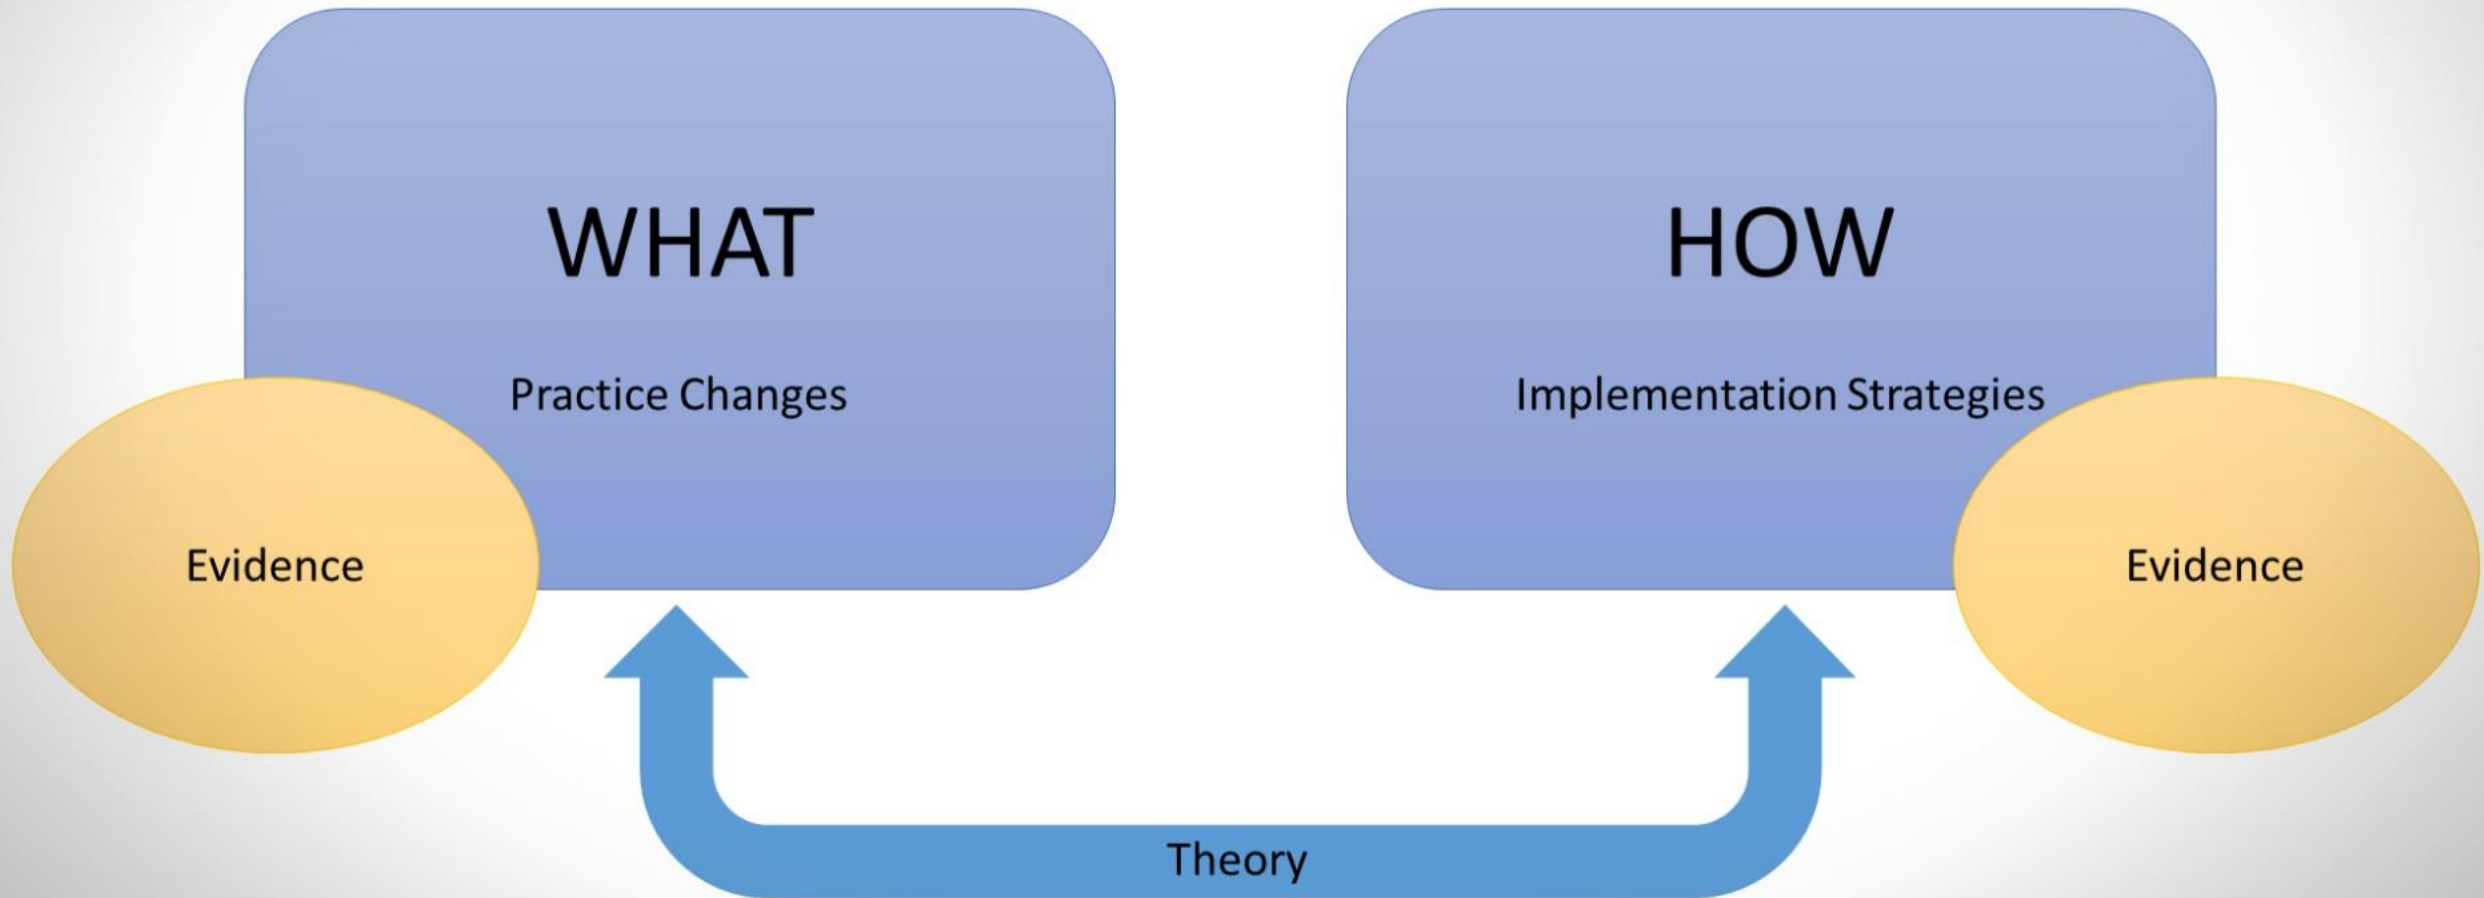 WHAT
Practice Changes
Evidence
HOW
Implementation Strategies
Evidence
Theory